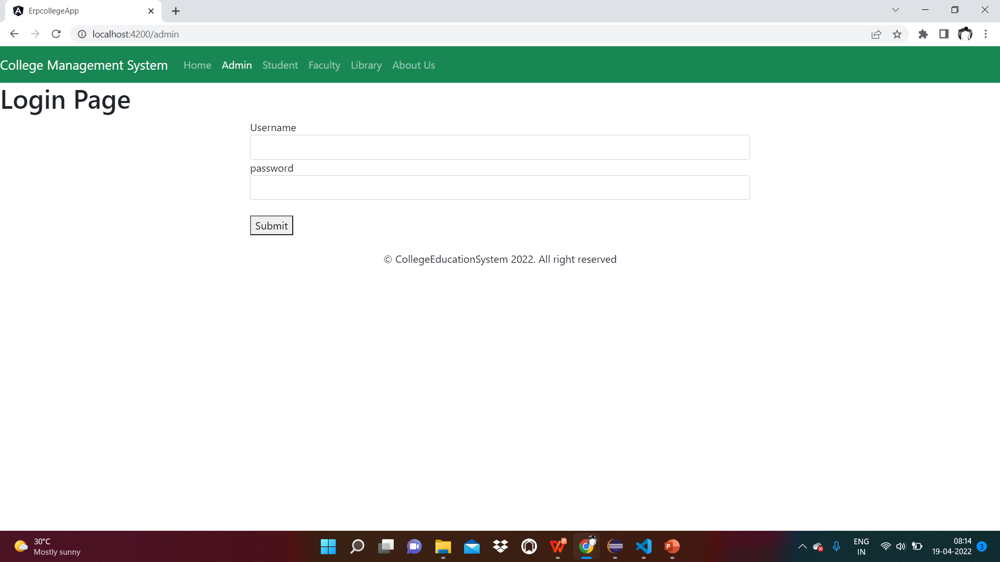 ErpcollegeApp
localhost:4200/admin
College Management System Home Admin Student Faculty Library About Us
Login Page
Username
password
Submit
© CollegeEducationSystem 2022. All right reserved
30°C
Mostly sunny
ENG
IN
08:14
19-04-2022
3